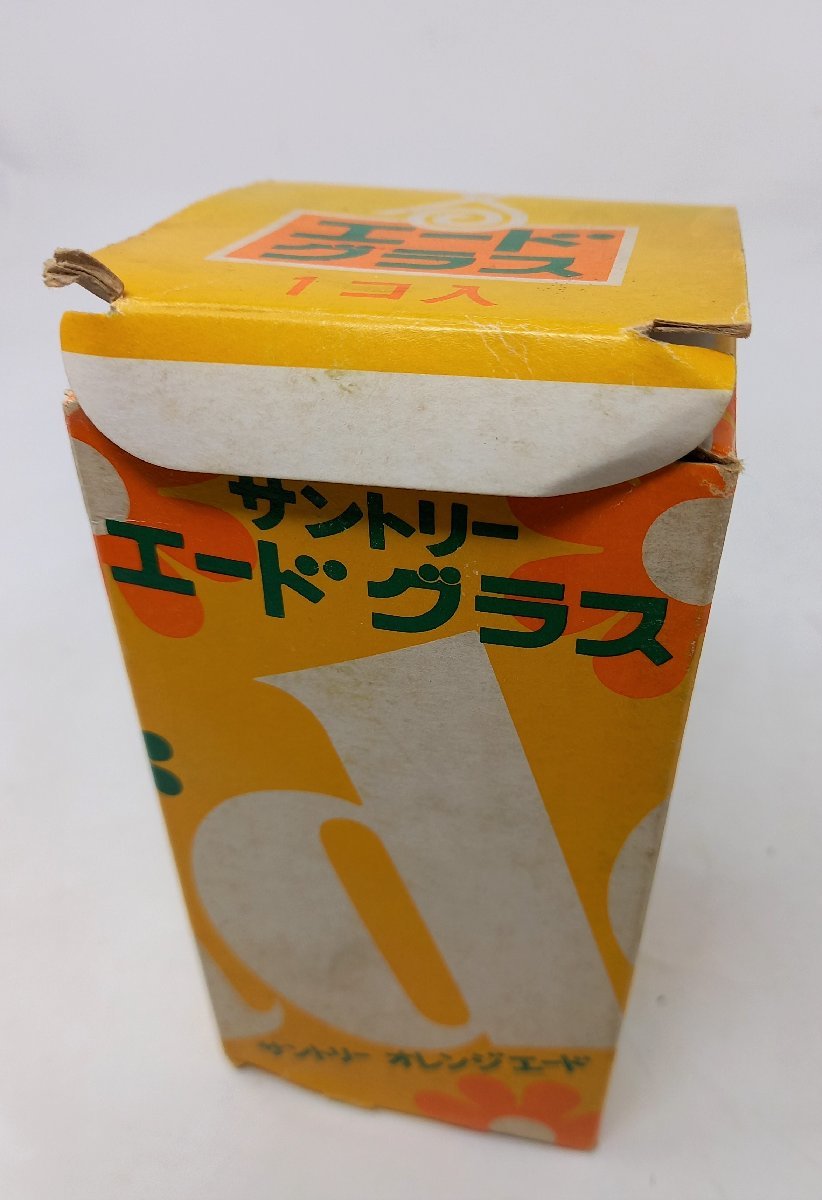 エード
グラス
1コ入
サントリー
エード グラス
d
サントリー オレンジエード